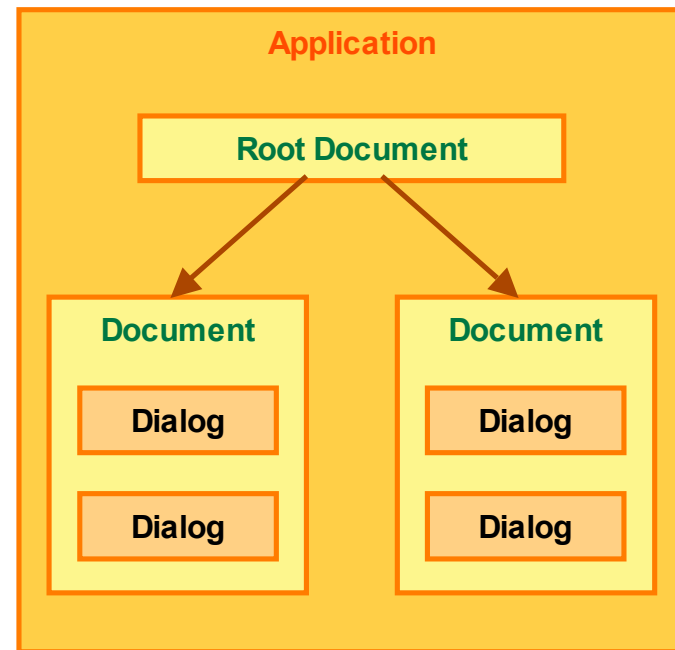 Application
Root Document
Document
Document
Dialog
Dialog
Dialog
Dialog